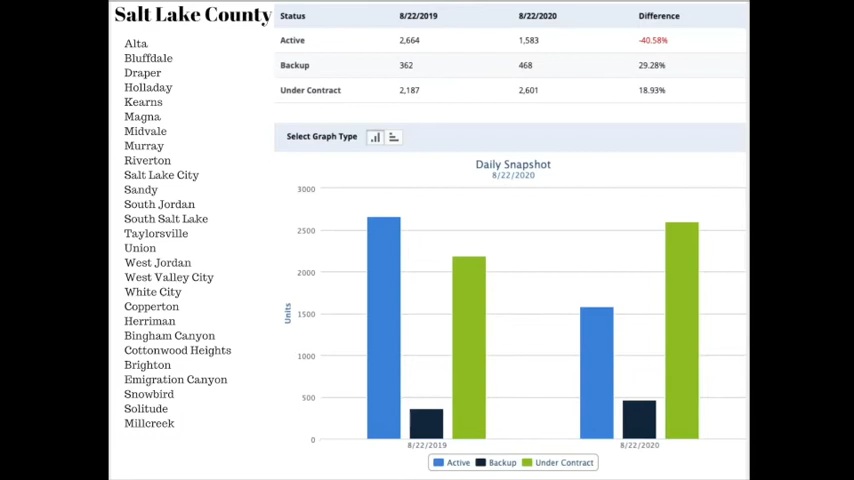 Salt Lake County
Alta
Bluffdale
Draper
Holladay
Kearns
Magna
Midvale
Murray
Riverton
Salt Lake City
Sandy
South Jordan
South Salt Lake
Taylorsville
Union
West Jordan
West Valley City
White City
Copperton
Herriman
Bingham Canyon
Cottonwood Heights
Brighton
Emigration Canyon
Snowbird
Solitude
Millcreek
Status 8/22/2019 8/22/2020 Difference
Active 2,664 1,583 -40.58%
Backup 362 468 29.28%
Under Contract 2,187 2,601 18.93%
Select Graph Type
Daily Snapshot
8/22/2020
Units
3000
2500
2000
1500
1000
500
0
8/22/2019 8/22/2020
Active Backup Under Contract